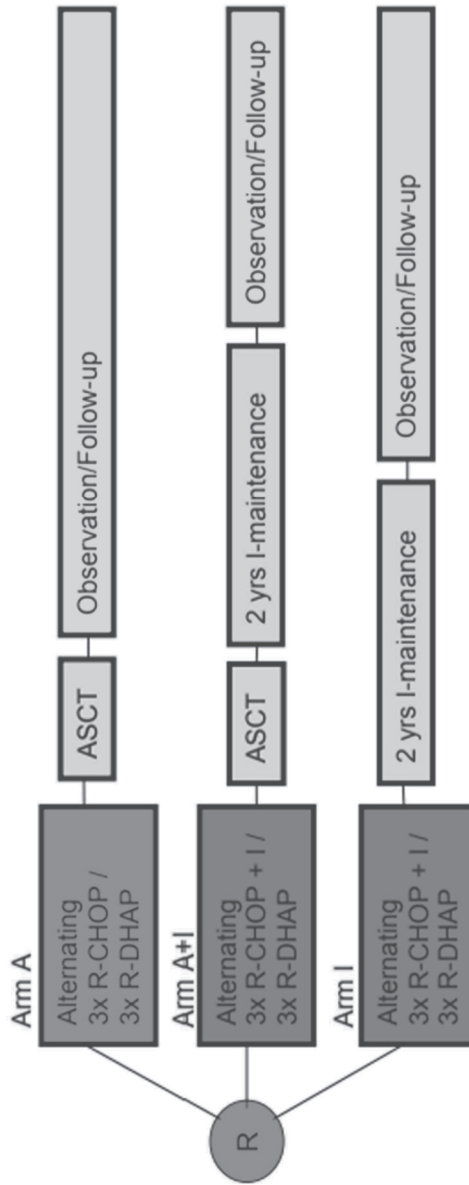 R
Arm A
Alternating
3x R-CHOP /
3x R-DHAP
ASCT
Observation/Follow-up
Arm A+I
Alternating
3x R-CHOP + I /
3x R-DHAP
ASCT
2 yrs I-maintenance
Observation/Follow-up
Arm I
Alternating
3x R-CHOP + I /
3x R-DHAP
2 yrs I-maintenance
Observation/Follow-up